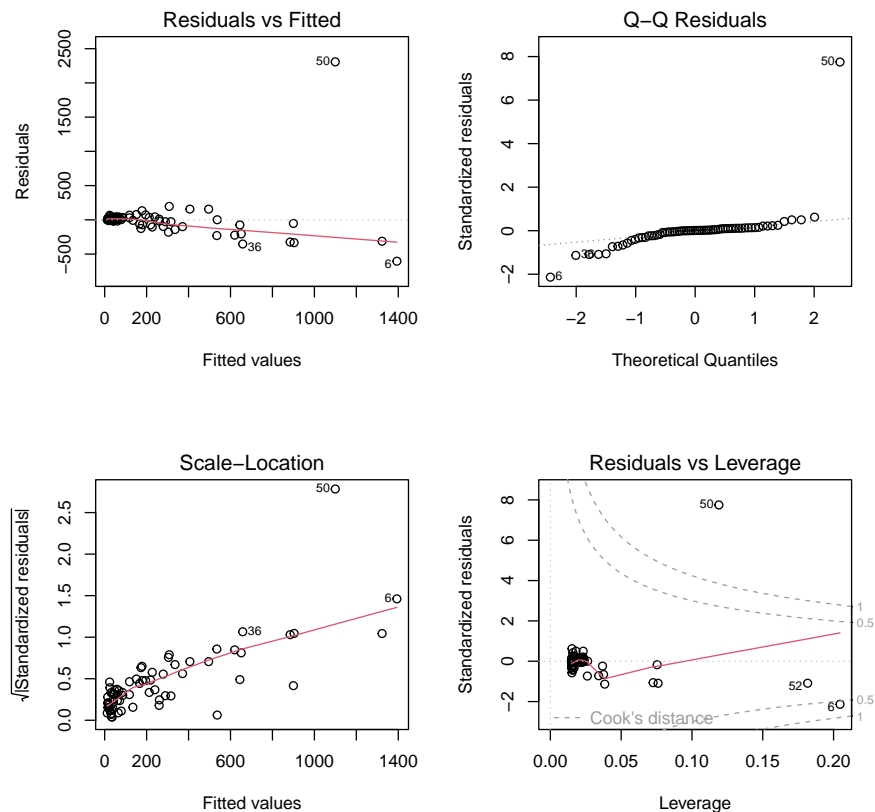 Residuals vs Fitted
Residuals
2500
1500
500
−500
50
36
6
0 200 600 1000 1400
Fitted values
Q−Q Residuals
Standardized residuals
8
6
4
2
0
−2
50
36
6
−2 −1 0 1 2
Theoretical Quantiles
Scale−Location
√|Standardized residuals|
2.5
2.0
1.5
1.0
0.5
0.0
50
6
36
0 200 600 1000 1400
Fitted values
Residuals vs Leverage
Standardized residuals
8
6
4
2
0
−2
50
52
6
1
0.5
0.5
1
Cook's distance
0.00 0.05 0.10 0.15 0.20
Leverage